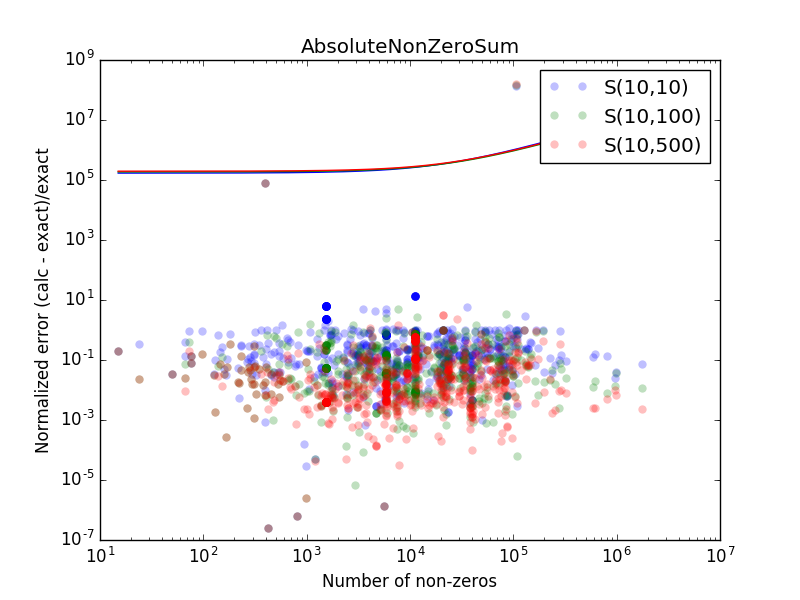 AbsoluteNonZeroSum
10^9
10^7
10^5
10^3
10^1
10^-1
10^-3
10^-5
10^-7
Normalized error (calc - exact)/exact
S(10,10)
S(10,100)
S(10,500)
10^1
10^2
10^3
10^4
10^5
10^6
10^7
Number of non-zeros